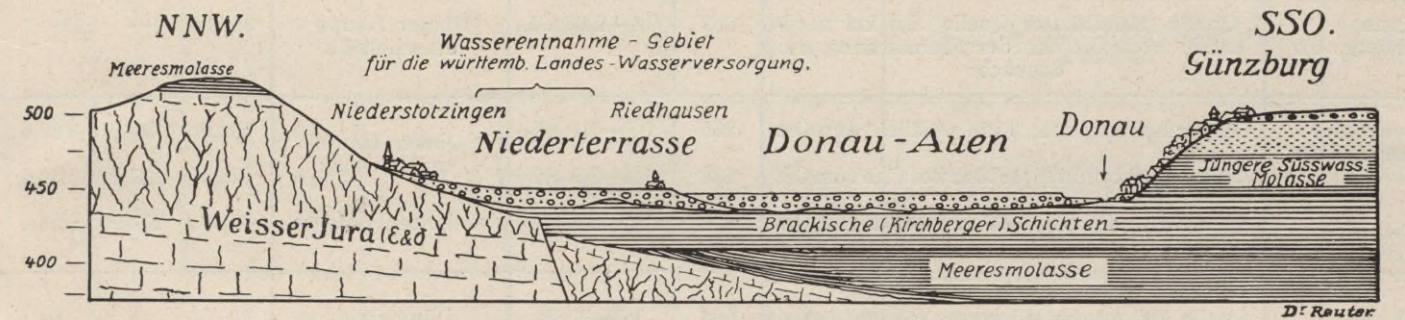 NNW.
SSO.
Günzburg
Wasserentnahme - Gebiet
für die württemb. Landes-Wasserversorgung.
Meeresmolasse
Niederstotzingen
Riedhausen
Niederterrasse
Donau-Auen
Donau
500
450
400
Jüngere Süsswass.
Molasse
Weisser Jura (ε&δ
Brackische (Kirchberger) Schichten
Meeresmolasse
Dr Reuter.